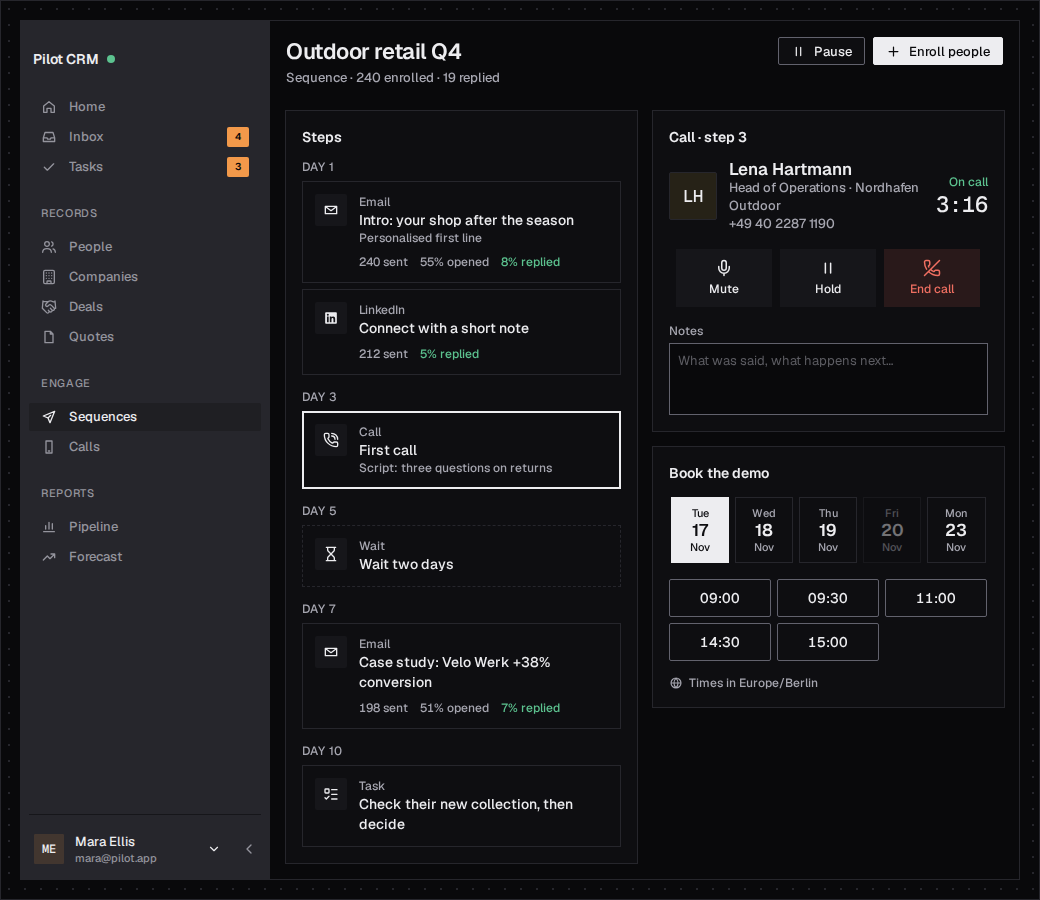 Pilot CRM
Home
Inbox 4
Tasks 3
RECORDS
People
Companies
Deals
Quotes
ENGAGE
Sequences
Calls
REPORTS
Pipeline
Forecast
ME
Mara Ellis
mara@pilot.app
Outdoor retail Q4
Sequence · 240 enrolled · 19 replied
Pause
Enroll people
Steps
DAY 1
Email
Intro: your shop after the season
Personalised first line
240 sent 55% opened 8% replied
LinkedIn
Connect with a short note
212 sent 5% replied
DAY 3
Call
First call
Script: three questions on returns
DAY 5
Wait
Wait two days
DAY 7
Email
Case study: Velo Werk +38%
conversion
198 sent 51% opened 7% replied
DAY 10
Task
Check their new collection, then
decide
Call · step 3
LH
Lena Hartmann
Head of Operations · Nordhafen
Outdoor
+49 40 2287 1190
On call
3:16
Mute
Hold
End call
Notes
What was said, what happens next…
Book the demo
Tue
17
Nov
Wed
18
Nov
Thu
19
Nov
Fri
20
Nov
Mon
23
Nov
09:00
09:30
11:00
14:30
15:00
Times in Europe/Berlin